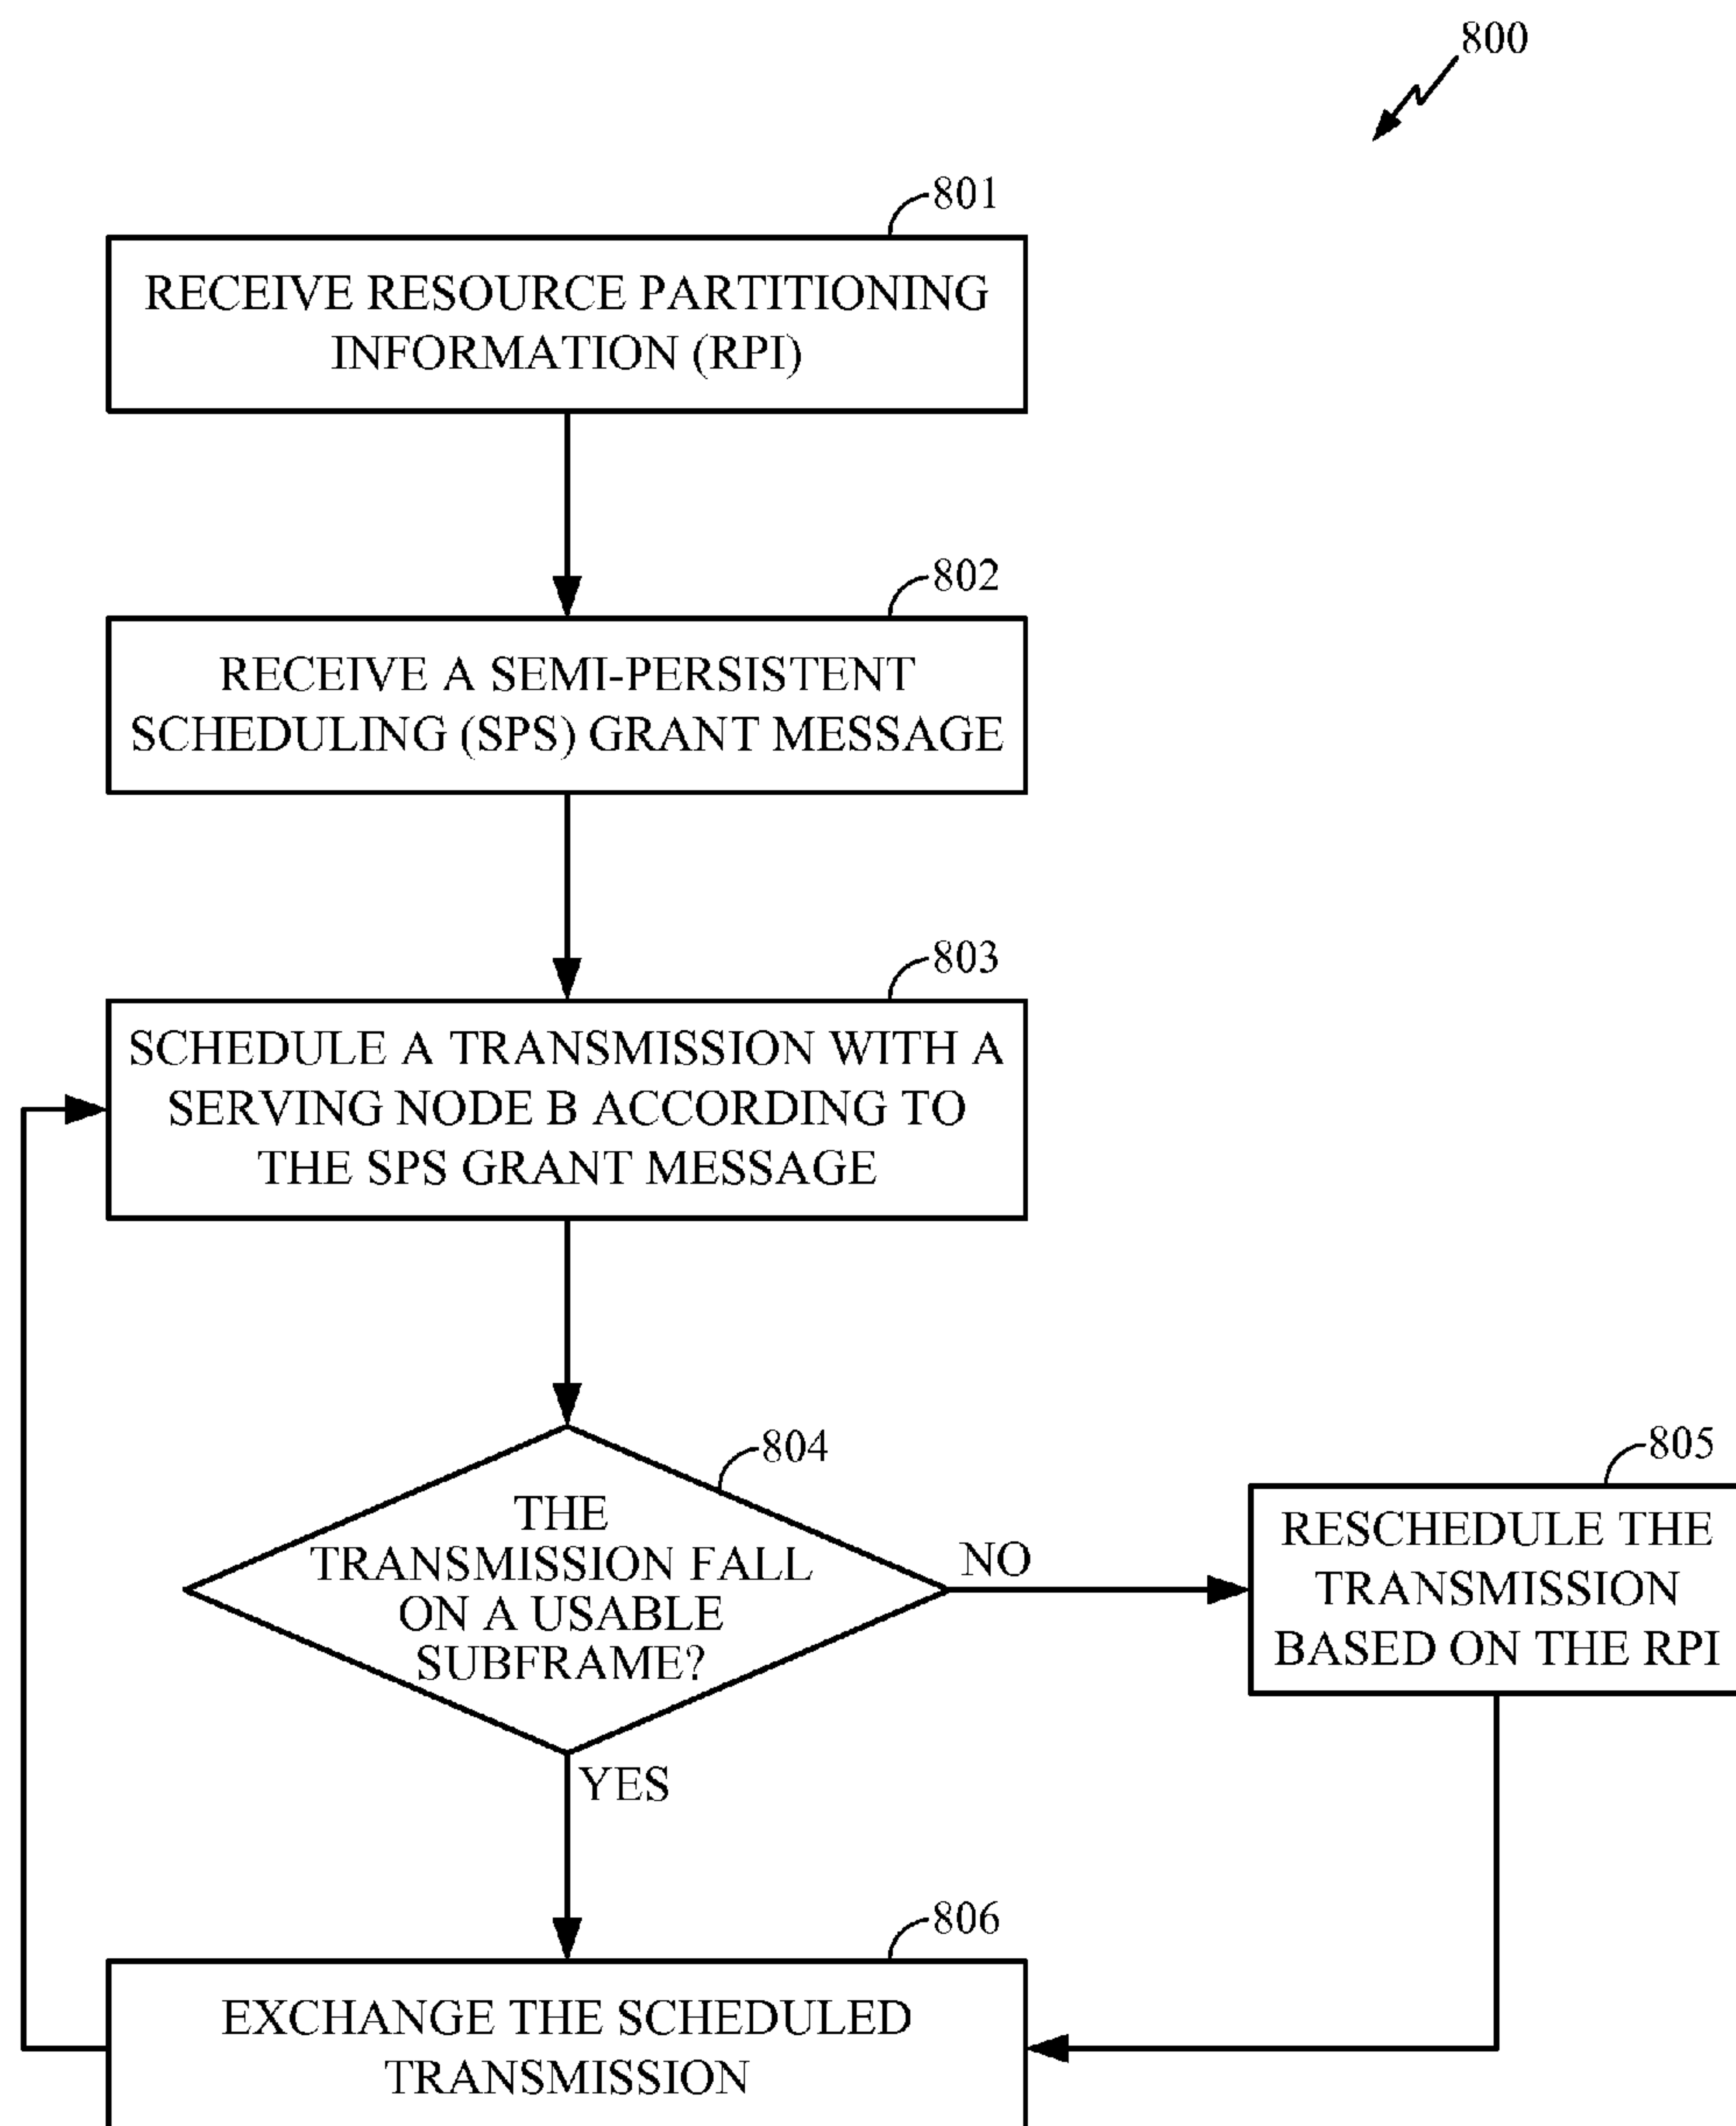 800
801
RECEIVE RESOURCE PARTITIONING
INFORMATION (RPI)
802
RECEIVE A SEMI-PERSISTENT
SCHEDULING (SPS) GRANT MESSAGE
803
SCHEDULE A TRANSMISSION WITH A
SERVING NODE B ACCORDING TO
THE SPS GRANT MESSAGE
804
THE
TRANSMISSION FALL
ON A USABLE
SUBFRAME?
NO
805
RESCHEDULE THE
TRANSMISSION
BASED ON THE RPI
YES
806
EXCHANGE THE SCHEDULED
TRANSMISSION